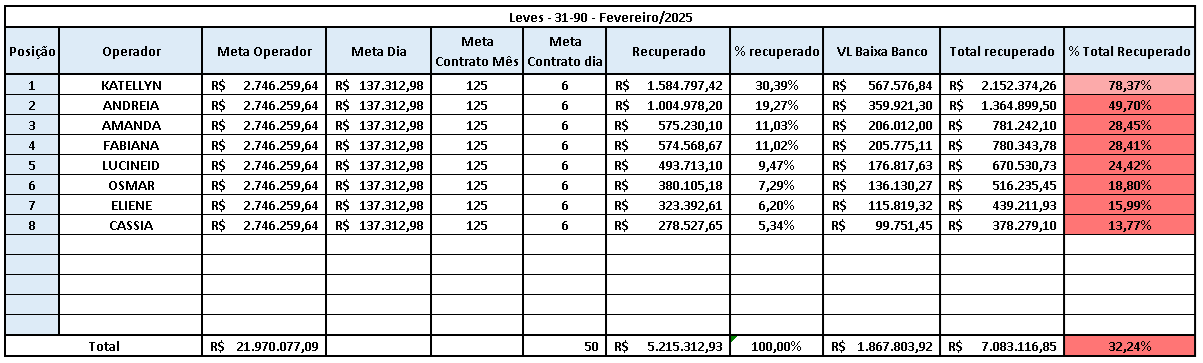 Leves - 31-90 - Fevereiro/2025
Posição Operador Meta Operador Meta Dia Meta Contrato Mês Meta Contrato dia Recuperado % recuperado VL Baixa Banco Total recuperado % Total Recuperado
1 KATELLYN R$ 2.746.259,64 R$ 137.312,98 125 6 R$ 1.584.797,42 30,39% R$ 567.576,84 R$ 2.152.374,26 78,37%
2 ANDREIA R$ 2.746.259,64 R$ 137.312,98 125 6 R$ 1.004.978,20 19,27% R$ 359.921,30 R$ 1.364.899,50 49,70%
3 AMANDA R$ 2.746.259,64 R$ 137.312,98 125 6 R$ 575.230,10 11,03% R$ 206.012,00 R$ 781.242,10 28,45%
4 FABIANA R$ 2.746.259,64 R$ 137.312,98 125 6 R$ 574.568,67 11,02% R$ 205.775,11 R$ 780.343,78 28,41%
5 LUCINEID R$ 2.746.259,64 R$ 137.312,98 125 6 R$ 493.713,10 9,47% R$ 176.817,63 R$ 670.530,73 24,42%
6 OSMAR R$ 2.746.259,64 R$ 137.312,98 125 6 R$ 380.105,18 7,29% R$ 136.130,27 R$ 516.235,45 18,80%
7 ELIENE R$ 2.746.259,64 R$ 137.312,98 125 6 R$ 323.392,61 6,20% R$ 115.819,32 R$ 439.211,93 15,99%
8 CASSIA R$ 2.746.259,64 R$ 137.312,98 125 6 R$ 278.527,65 5,34% R$ 99.751,45 R$ 378.279,10 13,77%
Total R$ 21.970.077,09 50 R$ 5.215.312,93 100,00% R$ 1.867.803,92 R$ 7.083.116,85 32,24%